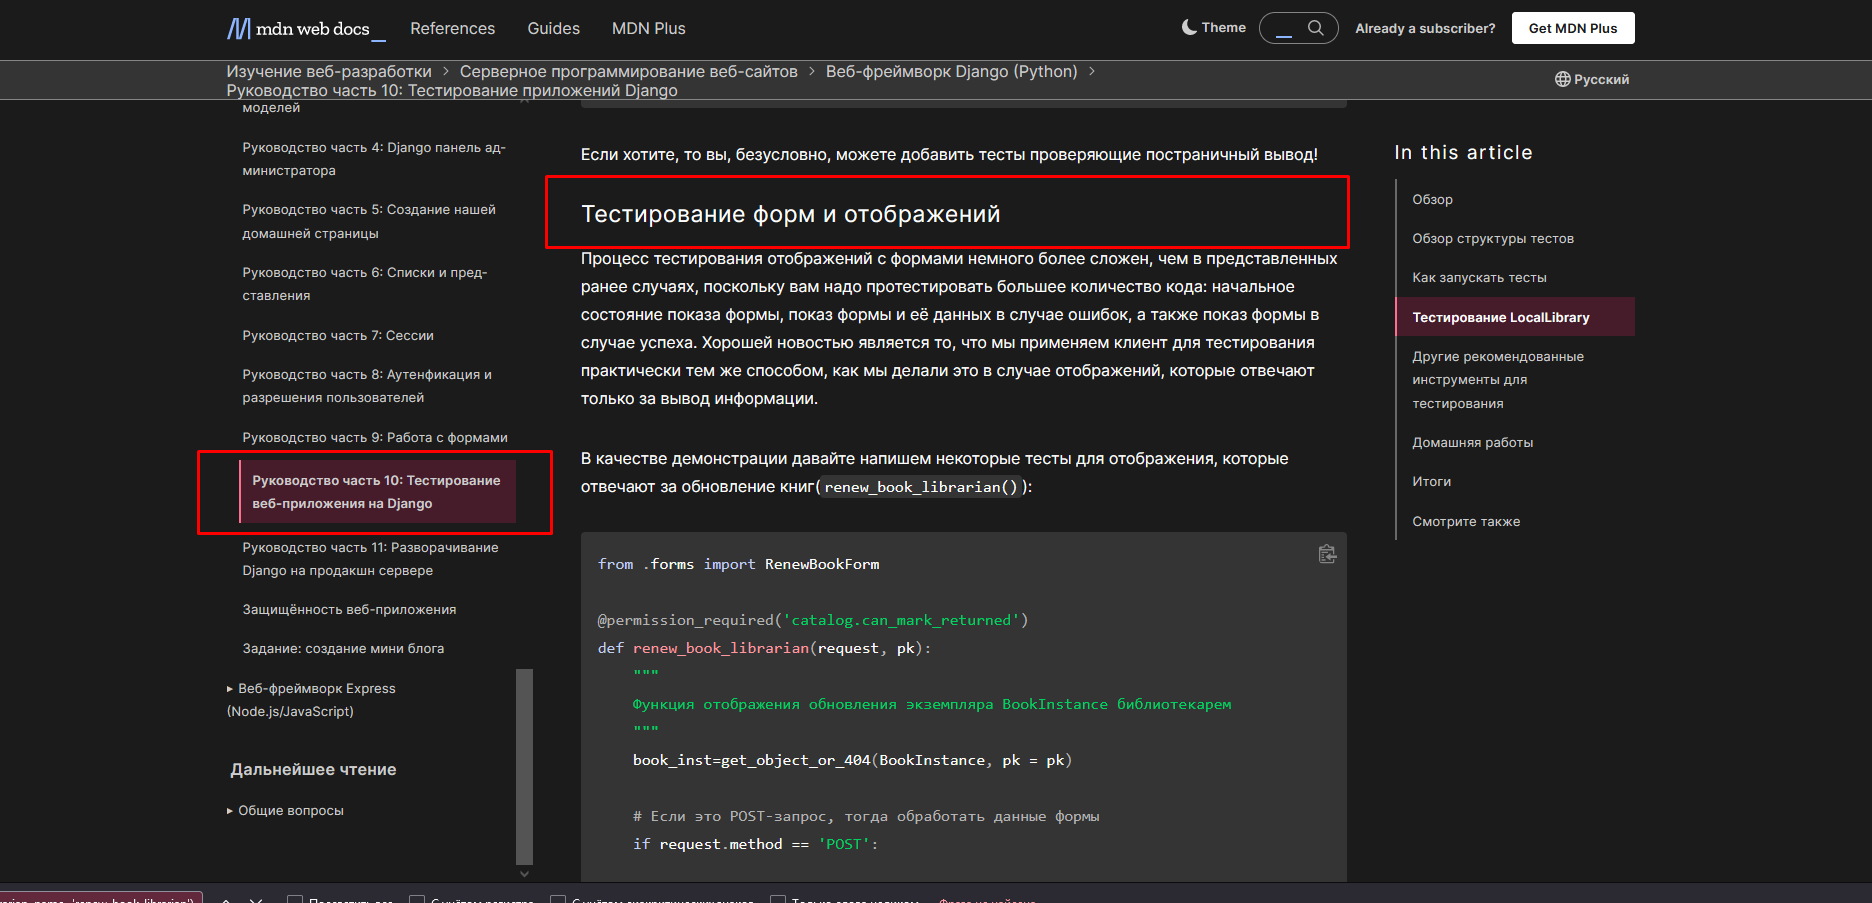 mdn web docs_
References
Guides
MDN Plus
Theme
Already a subscriber?
Get MDN Plus
Изучение веб-разработки > Серверное программирование веб-сайтов > Веб-фреймворк Django (Python) >
Руководство часть 10: Тестирование приложений Django
Русский
моделей
Руководство часть 4: Django панель ад-
министратора
Руководство часть 5: Создание нашей
домашней страницы
Руководство часть 6: Списки и пред-
ставления
Руководство часть 7: Сессии
Руководство часть 8: Аутенфикация и
разрешения пользователей
Руководство часть 9: Работа с формами
Руководство часть 10: Тестирование
веб-приложения на Django
Руководство часть 11: Разворачивание
Django на продакшн сервере
Защищённость веб-приложения
Задание: создание мини блога
Веб-фреймворк Express
(Node.js/JavaScript)
Дальнейшее чтение
Общие вопросы
Если хотите, то вы, безусловно, можете добавить тесты проверяющие постраничный вывод!
Тестирование форм и отображений
Процесс тестирования отображений с формами немного более сложен, чем в представленных
ранее случаях, поскольку вам надо протестировать большее количество кода: начальное
состояние показа формы, показ формы и её данных в случае ошибок, а также показ формы в
случае успеха. Хорошей новостью является то, что мы применяем клиент для тестирования
практически тем же способом, как мы делали это в случае отображений, которые отвечают
только за вывод информации.
В качестве демонстрации давайте напишем некоторые тесты для отображения, которые
отвечают за обновление книг(renew_book_librarian()):
from .forms import RenewBookForm
@permission_required('catalog.can_mark_returned')
def renew_book_librarian(request, pk):
"""
Функция отображения обновления экземпляра BookInstance библиотекарем
"""
book_inst=get_object_or_404(BookInstance, pk = pk)
# Если это POST-запрос, тогда обработать данные формы
if request.method == 'POST':
In this article
Обзор
Обзор структуры тестов
Как запускать тесты
Тестирование LocalLibrary
Другие рекомендованные
инструменты для
тестирования
Домашняя работы
Итоги
Смотрите также